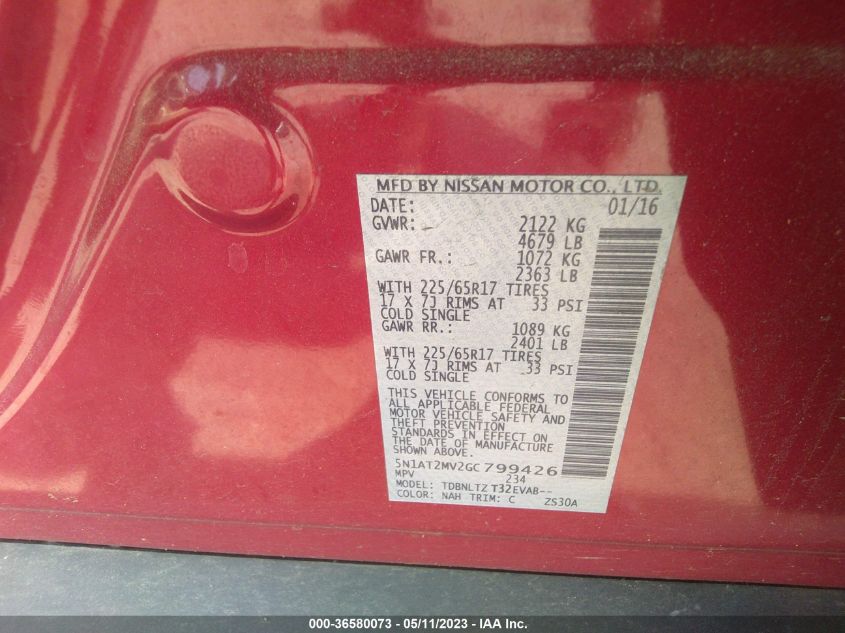 MFD BY NISSAN MOTOR CO., LTD.
DATE: 01/16
GVWR: 2122 KG
4679 LB
GAWR FR.: 1072 KG
2363 LB
WITH 225/65R17 TIRES
17 X 7J RIMS AT 33 PSI
COLD SINGLE
GAWR RR.: 1089 KG
2401 LB
WITH 225/65R17 TIRES
17 X 7J RIMS AT 33 PSI
COLD SINGLE
THIS VEHICLE CONFORMS TO
ALL APPLICABLE FEDERAL
MOTOR VEHICLE SAFETY AND
THEFT PREVENTION
STANDARDS IN EFFECT ON
THE DATE OF MANUFACTURE
SHOWN ABOVE.
5N1AT2MV2GC799426
MPV 234
MODEL: TDBNLTZ T32EVAB--
COLOR: NAH TRIM: C ZS30A
000-36580073 - 05/11/2023 - IAA Inc.